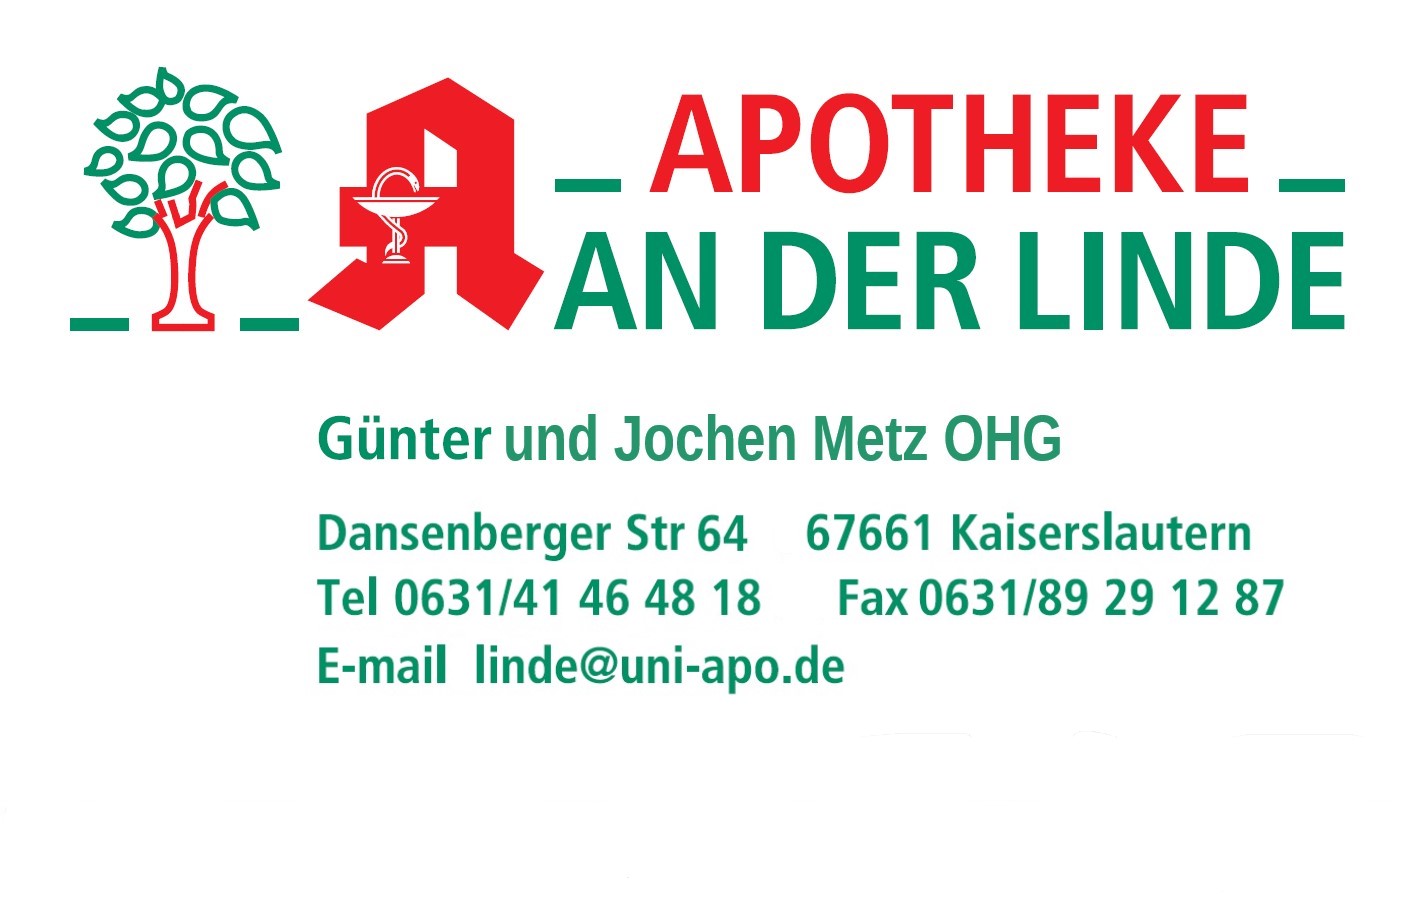 APOTHEKE
AN DER LINDE
Günter und Jochen Metz OHG
Dansenberger Str 64 67661 Kaiserslautern
Tel 0631/41 46 48 18 Fax 0631/89 29 12 87
E-mail linde@uni-apo.de